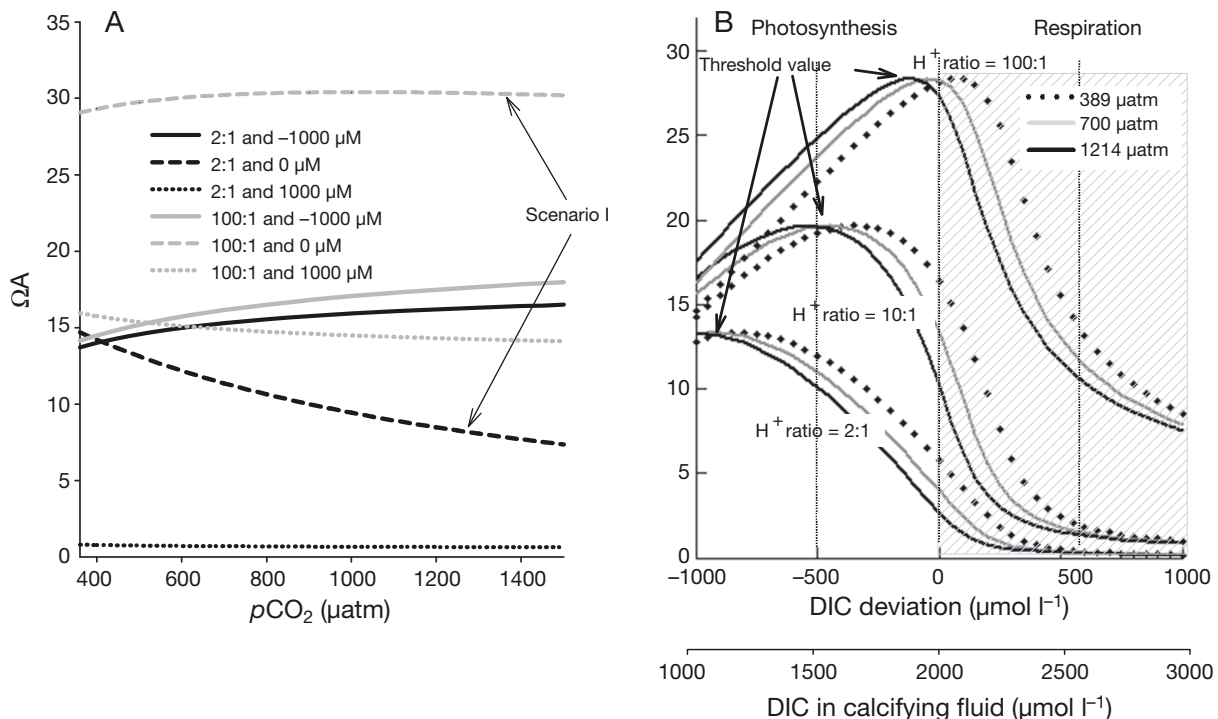 A
35
30
25
20
15
10
5
0
ΩA
2:1 and –1000 µM
2:1 and 0 µM
2:1 and 1000 µM
100:1 and –1000 µM
100:1 and 0 µM
100:1 and 1000 µM
Scenario I
400 600 800 1000 1200 1400
pCO₂ (µatm)
B
Photosynthesis Respiration
30
25
20
15
10
5
0
Threshold value
H⁺ ratio = 100:1
389 µatm
700 µatm
1214 µatm
H⁺ ratio = 10:1
H⁺ ratio = 2:1
–1000 –500 0 500 1000
DIC deviation (µmol l⁻¹)
1000 1500 2000 2500 3000
DIC in calcifying fluid (µmol l⁻¹)